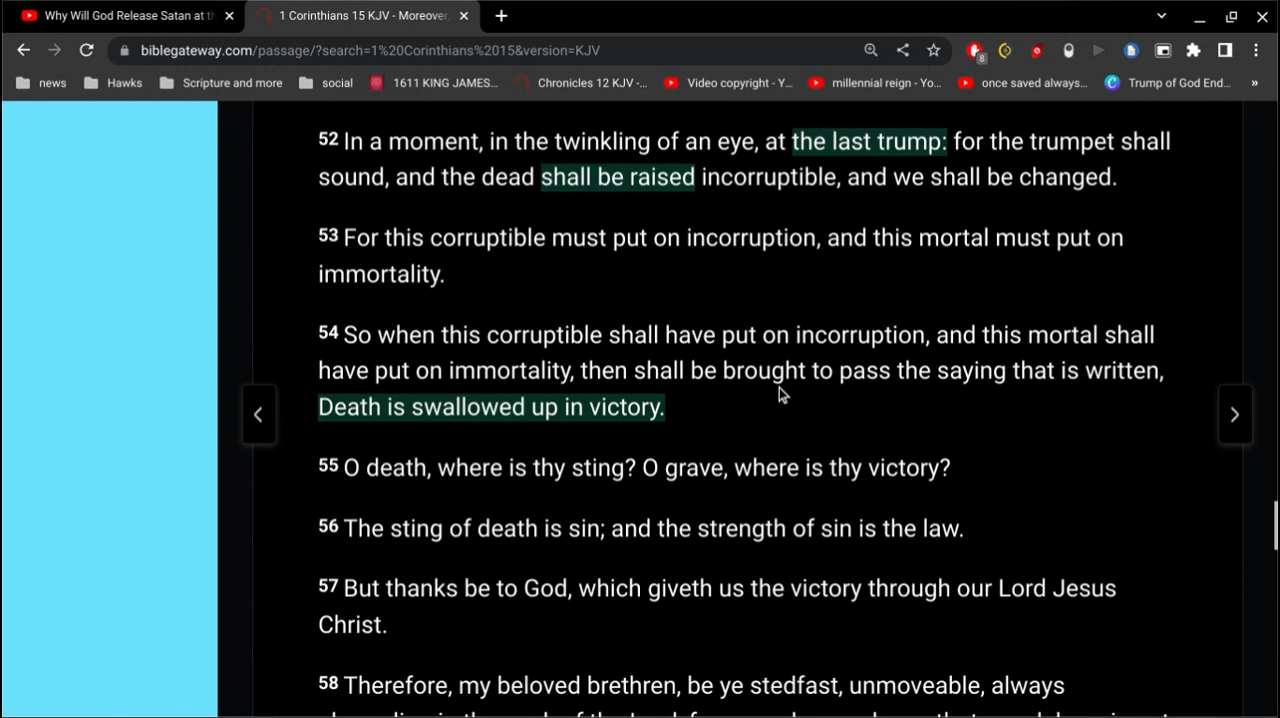 Why Will God Release Satan at th
1 Corinthians 15 KJV - Moreover,
biblegateway.com/passage/?search=1%20Corinthians%2015&version=KJV
8
news
Hawks
Scripture and more
social
1611 KING JAMES...
Chronicles 12 KJV -...
Video copyright - Y...
millennial reign - Yo...
once saved always...
Trump of God End...
»
52 In a moment, in the twinkling of an eye, at the last trump: for the trumpet shall
sound, and the dead shall be raised incorruptible, and we shall be changed.
53 For this corruptible must put on incorruption, and this mortal must put on
immortality.
54 So when this corruptible shall have put on incorruption, and this mortal shall
have put on immortality, then shall be brought to pass the saying that is written,
Death is swallowed up in victory.
55 O death, where is thy sting? O grave, where is thy victory?
56 The sting of death is sin; and the strength of sin is the law.
57 But thanks be to God, which giveth us the victory through our Lord Jesus
Christ.
58 Therefore, my beloved brethren, be ye stedfast, unmoveable, always